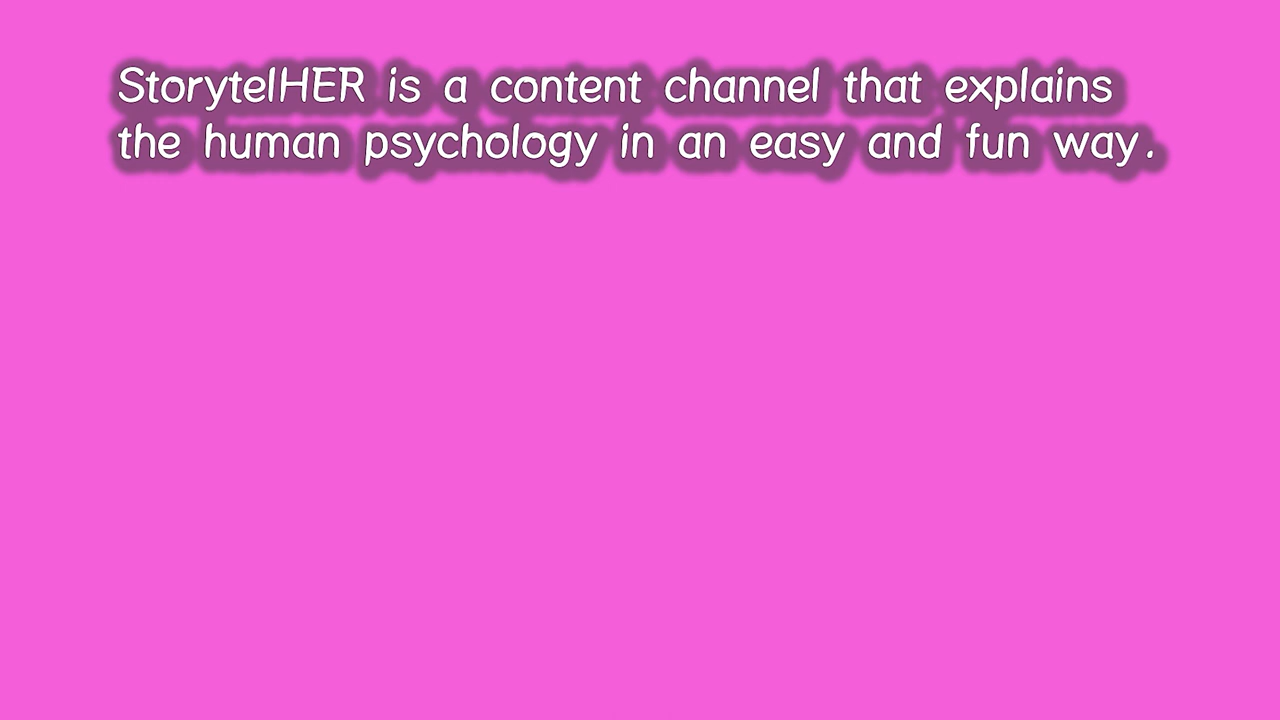 StorytelHER is a content channel that explains
the human psychology in an easy and fun way.